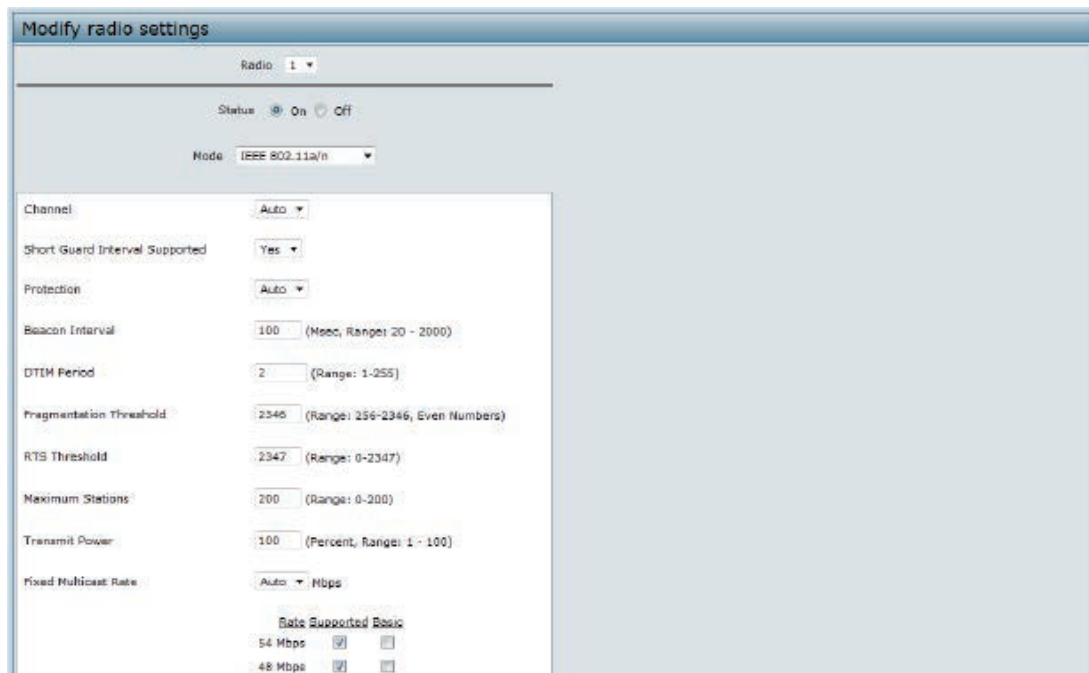 Modify radio settings
Radio 1
Status On Off
Mode IEEE 802.11a/n
Channel Auto
Short Guard Interval Supported Yes
Protection Auto
Beacon Interval 100 (Msec, Range: 20 - 2000)
DTIM Period 2 (Range: 1-255)
Fragmentation Threshold 2346 (Range: 256-2346, Even Numbers)
RTS Threshold 2347 (Range: 0-2347)
Maximum Stations 200 (Range: 0-200)
Transmit Power 100 (Percent, Range: 1 - 100)
Fixed Multicast Rate Auto Mbps
Rate Supported Basic
54 Mbps
48 Mbps